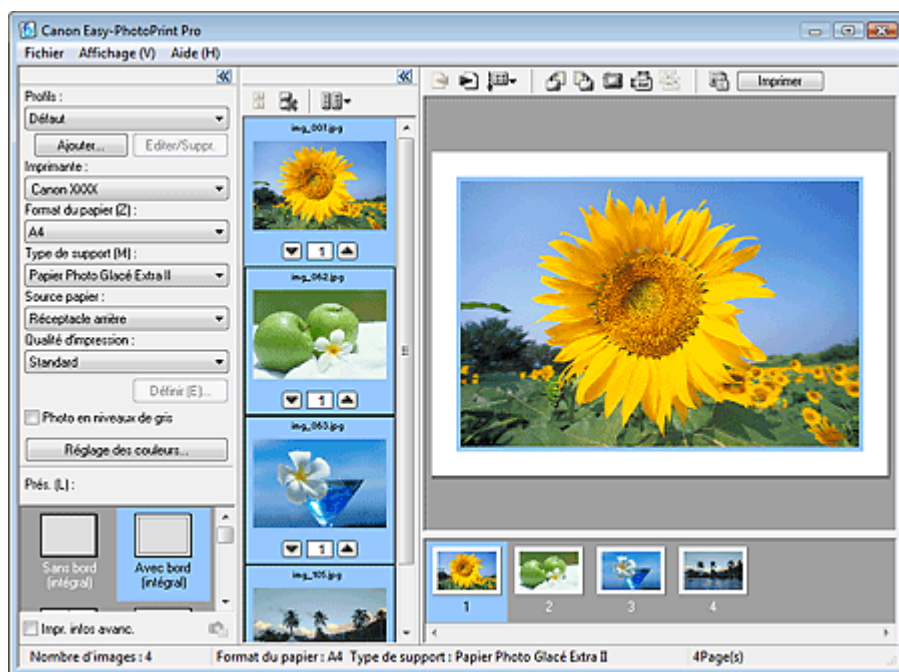 Canon Easy-PhotoPrint Pro
Fichier Affichage (V) Aide (H)
Profils :
Défaut
Ajouter... Editer/Suppr.
Imprimante :
Canon XXXX
Format du papier (Z) :
A4
Type de support (M) :
Papier Photo Glacé Extra II
Source papier :
Réceptacle arrière
Qualité d'impression :
Standard
Définir (E)...
Photo en niveaux de gris
Réglage des couleurs...
Prés. (L) :
Sans bord (intégral)
Avec bord (intégral)
Impr. infos avanc.
img_001.jpg
1
img_062.jpg
1
img_063.jpg
1
img_105.jpg
Imprimer
1 2 3 4
Nombre d'images : 4 Format du papier : A4 Type de support : Papier Photo Glacé Extra II 4Page(s)